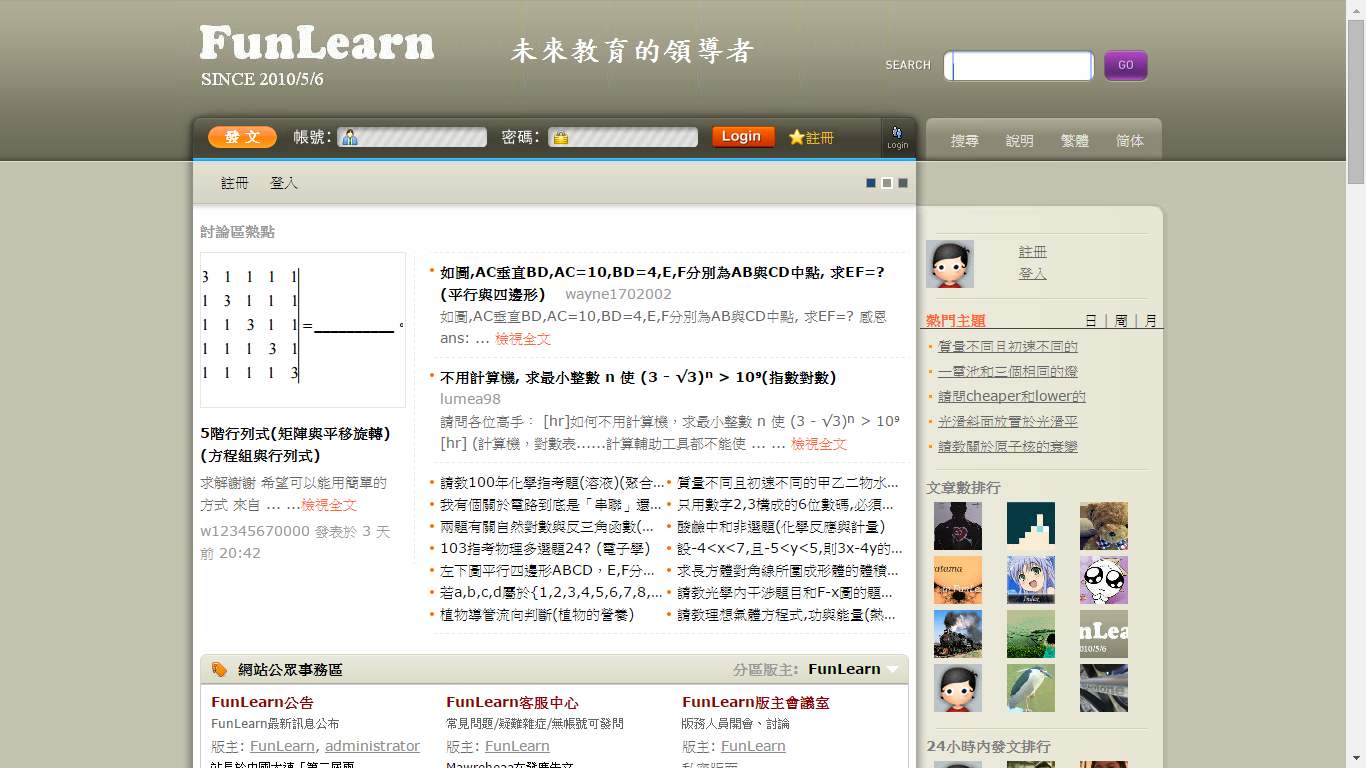 FunLearn
SINCE 2010/5/6
未來教育的領導者
SEARCH
GO
發 文
帳號:
密碼:
Login
註冊
Login
搜尋 說明 繁體 简体
註冊 登入
討論區熱點
3 1 1 1 1
1 3 1 1 1
1 1 3 1 1 =__________ 。
1 1 1 3 1
1 1 1 1 3
5階行列式(矩陣與平移旋轉)
(方程組與行列式)
求解謝謝 希望可以能用簡單的
方式 來自 ... ...檢視全文
w12345670000 發表於 3 天
前 20:42
如圖,AC垂直BD,AC=10,BD=4,E,F分別為AB與CD中點, 求EF=?
(平行與四邊形) wayne1702002
如圖,AC垂直BD,AC=10,BD=4,E,F分別為AB與CD中點, 求EF=? 感恩
ans: ... 檢視全文
不用計算機, 求最小整數 n 使 (3 - √3)ⁿ > 10⁹(指數對數)
lumea98
請問各位高手： [hr]如何不用計算機，求最小整數 n 使 (3 - √3)ⁿ > 10⁹
[hr] (計算機，對數表......計算輔助工具都不能使 ... ... 檢視全文
請教100年化學指考題(溶液)(聚合...
我有個關於電路到底是「串聯」還...
兩題有關自然對數與反三角函數(...
103指考物理多選題24? (電子學)
左下圖平行四邊形ABCD，E,F分...
若a,b,c,d屬於{1,2,3,4,5,6,7,8,...
植物導管流向判斷(植物的營養)
質量不同且初速不同的甲乙二物水...
只用數字2,3構成的6位數碼,必須...
酸鹼中和非選題(化學反應與計量)
設-4<x<7,且-5<y<5,則3x-4y的...
求長方體對角線所圍成形體的體積...
請教光學內干涉題目和F-x圖的題...
請教理想氣體方程式,功與能量(熱...
網站公眾事務區
分區版主: FunLearn
FunLearn公告
FunLearn最新訊息公布
版主: FunLearn, administrator
站長於中國大連「第二屆兩
FunLearn客服中心
常見問題/疑難雜症/無帳號可發問
版主: FunLearn
FunLearn版主會議室
版務人員開會、討論
版主: FunLearn
私密版面
註冊
登入
熱門主題
日 | 周 | 月
質量不同且初速不同的
一電池和三個相同的燈
請問cheaper和lower的
光滑斜面放置於光滑平
請教關於原子核的衰變
文章數排行
Index
nLea
2010/5/6
24小時內發文排行